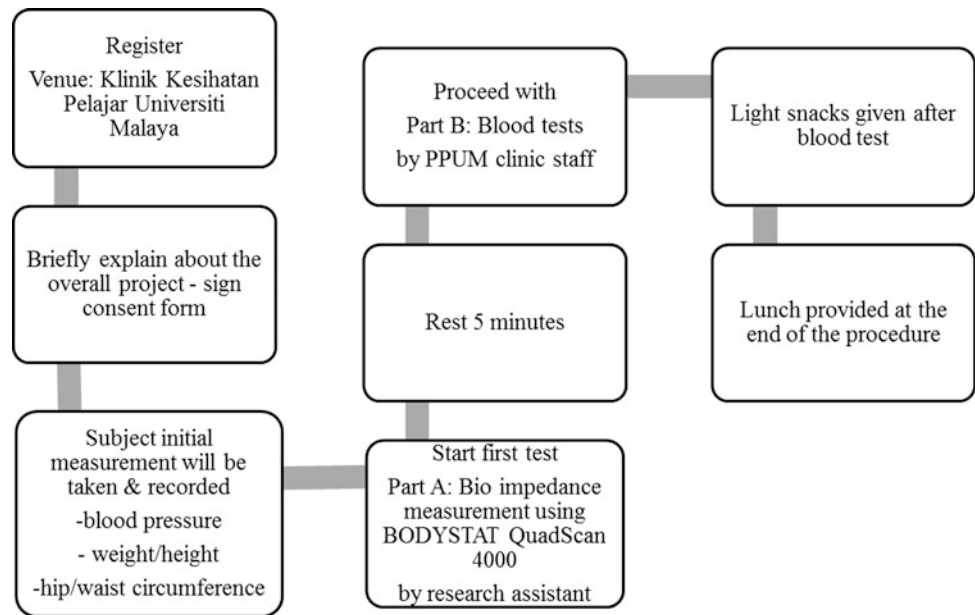 Register
Venue: Klinik Kesihatan
Pelajar Universiti
Malaya
Briefly explain about the
overall project - sign
consent form
Subject initial
measurement will be
taken & recorded
-blood pressure
- weight/height
-hip/waist circumference
Start first test
Part A: Bio impedance
measurement using
BODYSTAT QuadScan
4000
by research assistant
Rest 5 minutes
Proceed with
Part B: Blood tests
by PPUM clinic staff
Light snacks given after
blood test
Lunch provided at the
end of the procedure